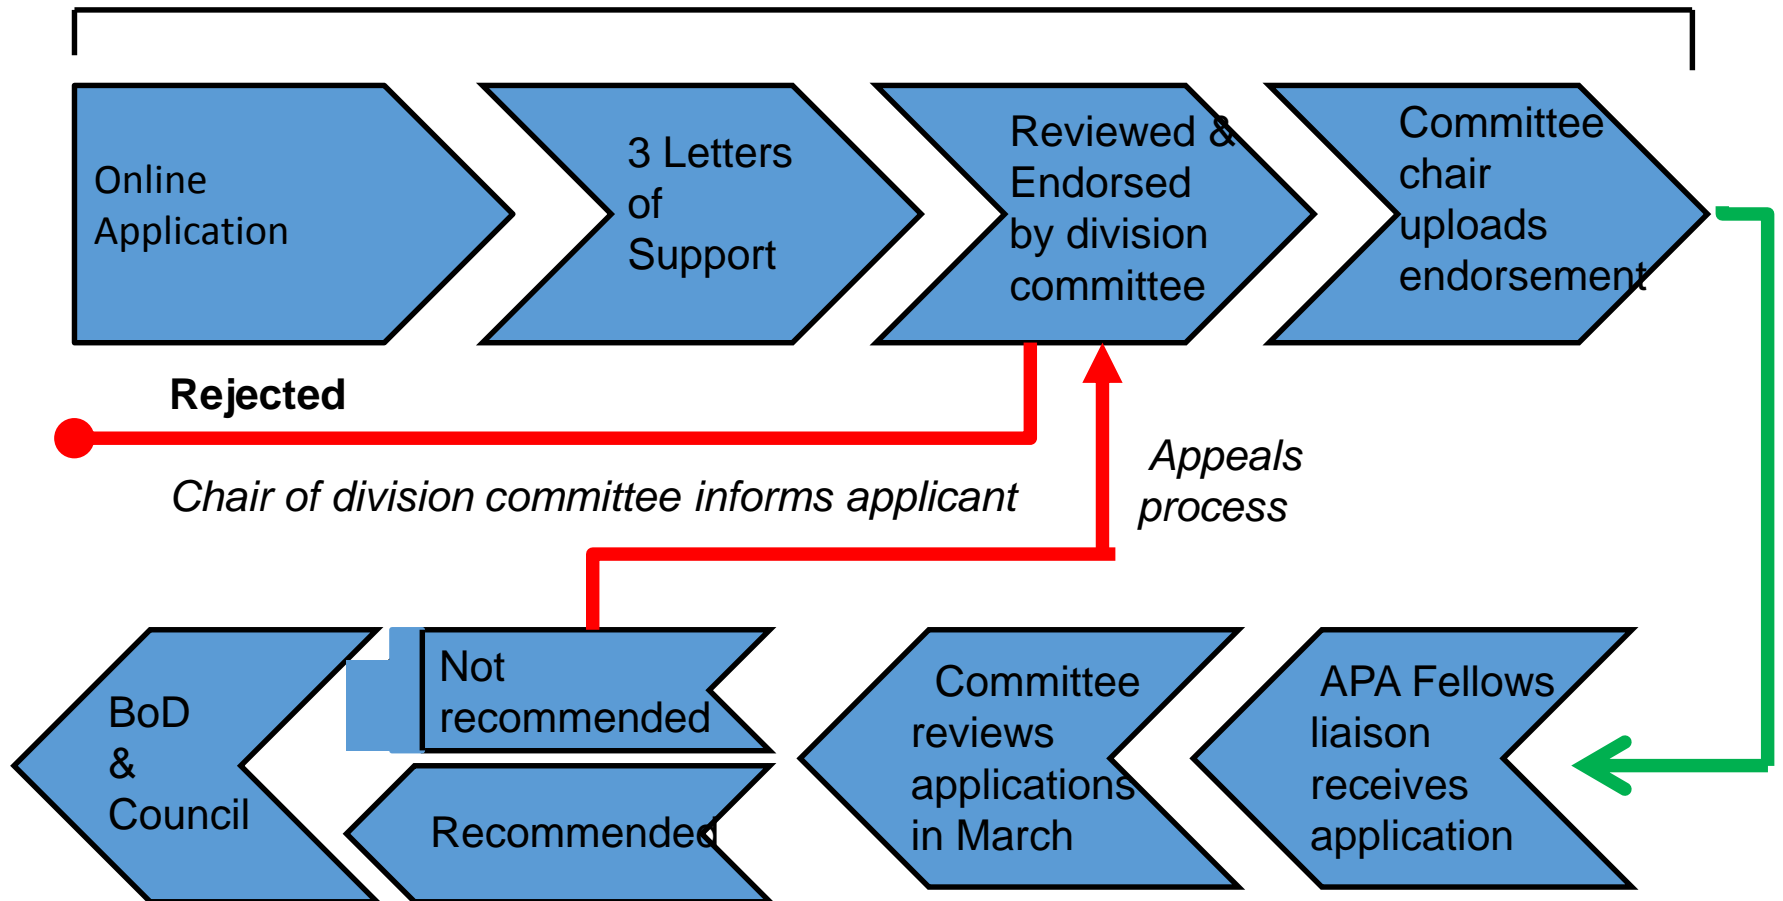 Online
Application
3 Letters
of
Support
Reviewed &
Endorsed
by division
committee
Committee
chair
uploads
endorsement
Rejected
Chair of division committee informs applicant
Appeals
process
APA Fellows
liaison
receives
application
Committee
reviews
applications
in March
Not
recommended
Recommended
BoD
&
Council